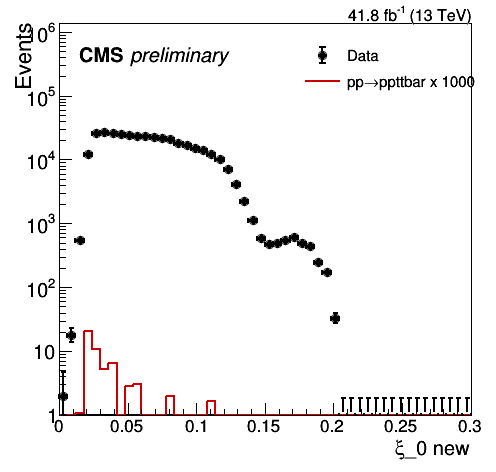 41.8 fb⁻¹ (13 TeV)
Events
CMS preliminary
Data
pp→ppttbar x 1000
10⁶
10⁵
10⁴
10³
10²
10
1
0 0.05 0.1 0.15 0.2 0.25 0.3
ξ_0 new